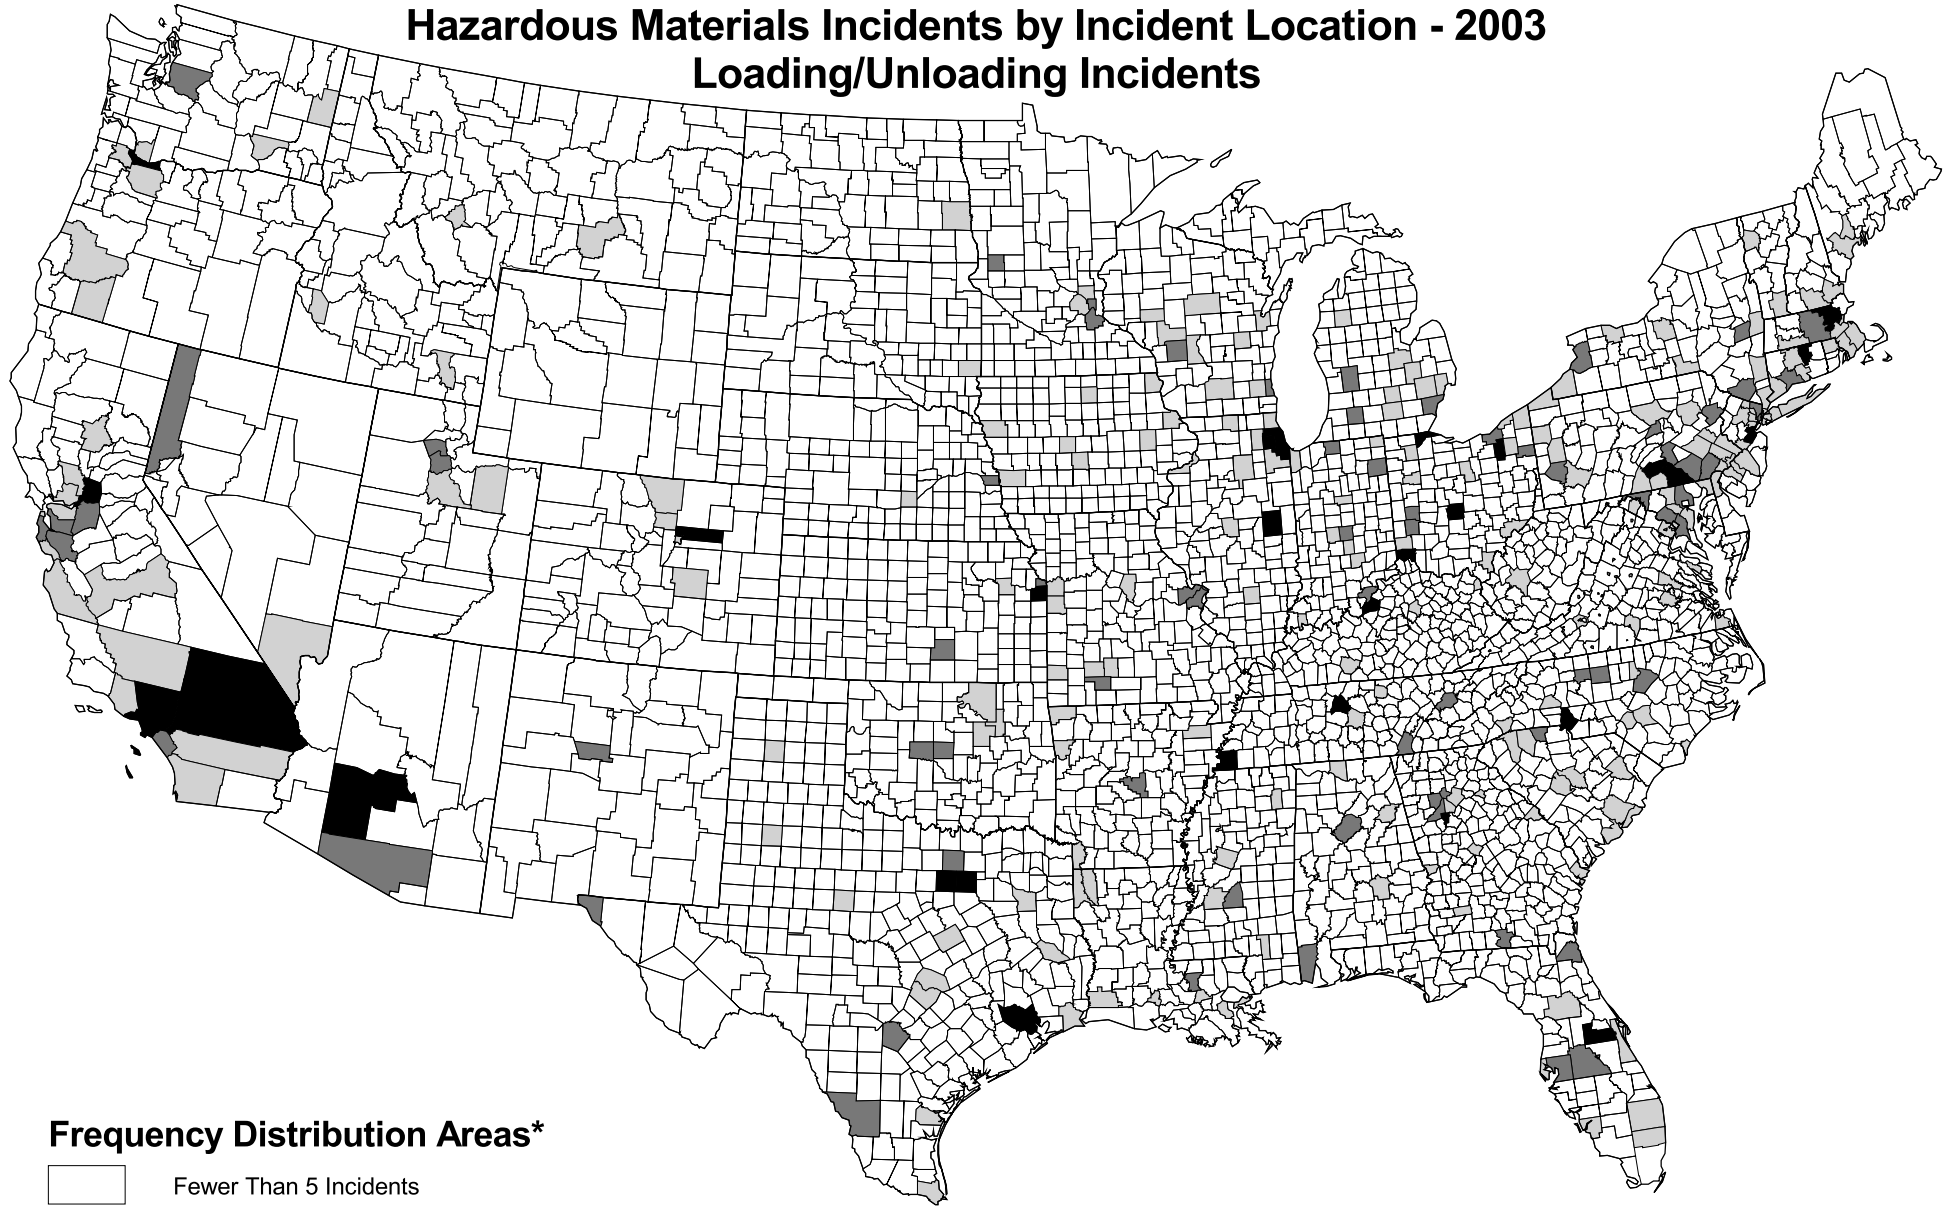 Hazardous Materials Incidents by Incident Location - 2003
Loading/Unloading Incidents
Frequency Distribution Areas*
Fewer Than 5 Incidents